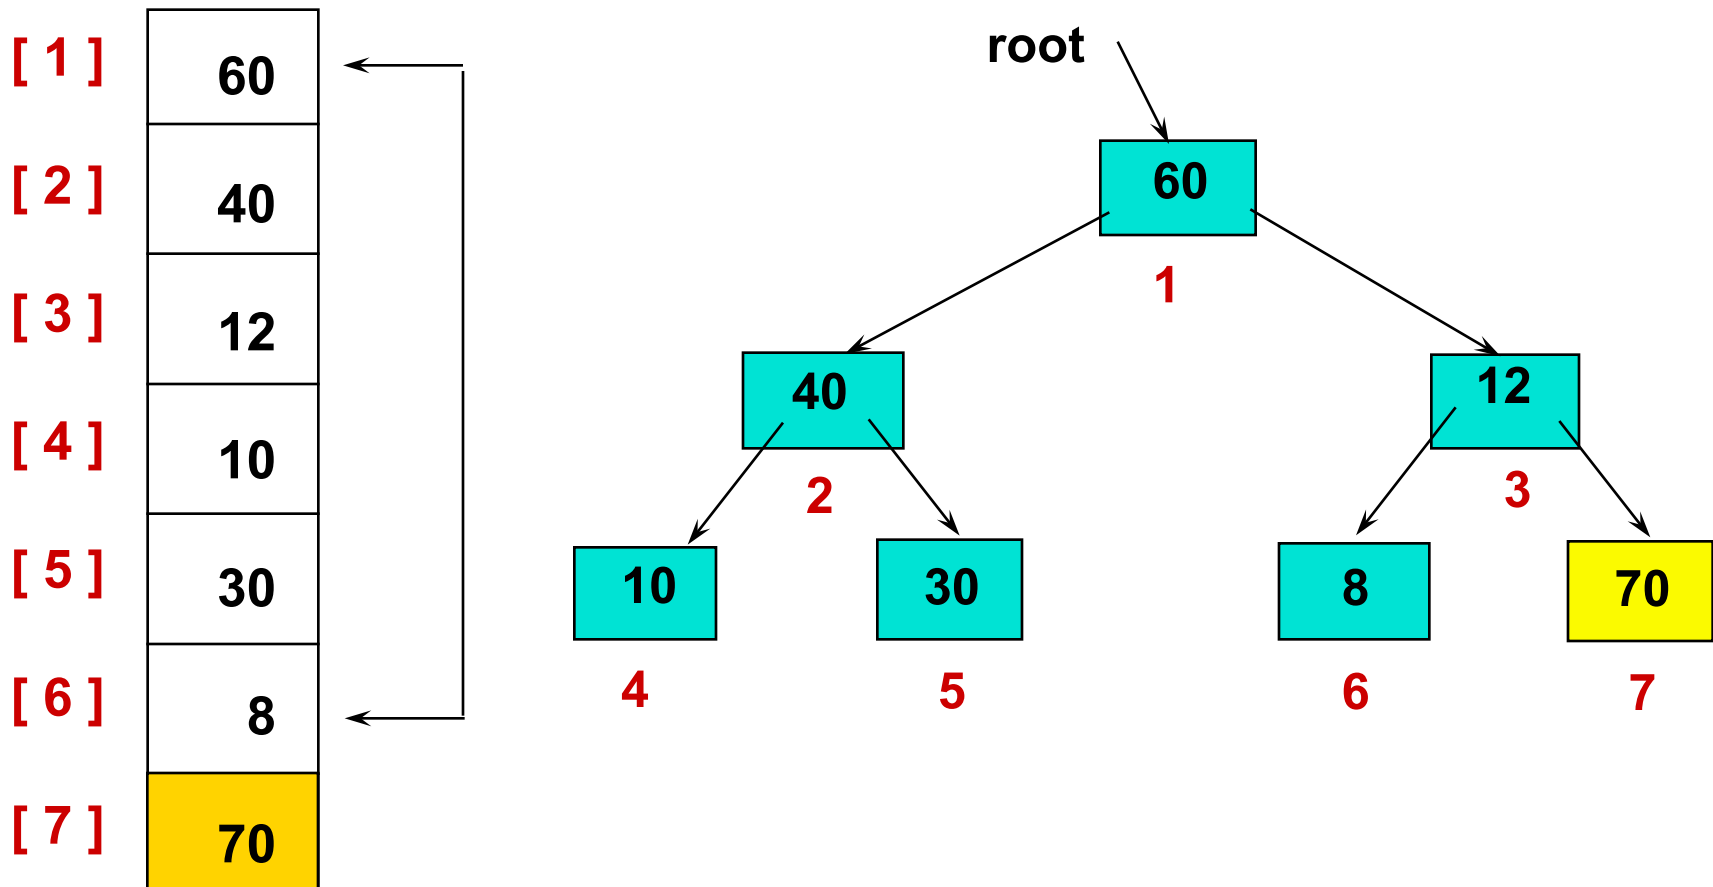 [ 1 ] 60
[ 2 ] 40
[ 3 ] 12
[ 4 ] 10
[ 5 ] 30
[ 6 ] 8
[ 7 ] 70
root
60
1
40 12
2 3
10 30 8 70
4 5 6 7